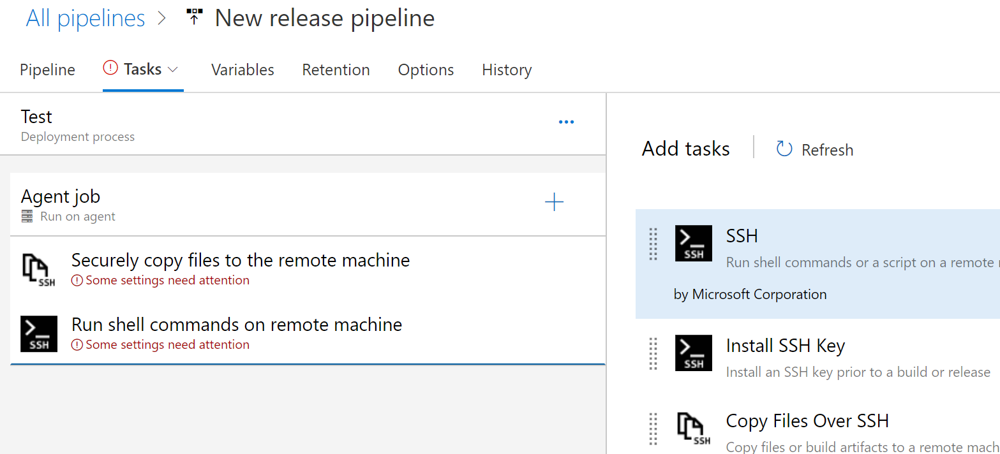 All pipelines > New release pipeline
Pipeline Tasks Variables Retention Options History
Test
Deployment process
Agent job
Run on agent
Securely copy files to the remote machine
Some settings need attention
SSH
Run shell commands on remote machine
Some settings need attention
SSH
Add tasks Refresh
SSH
Run shell commands or a script on a remote
SSH
by Microsoft Corporation
Install SSH Key
Install an SSH key prior to a build or release
SSH
Copy Files Over SSH
Copy files or build artifacts to a remote mach
SSH